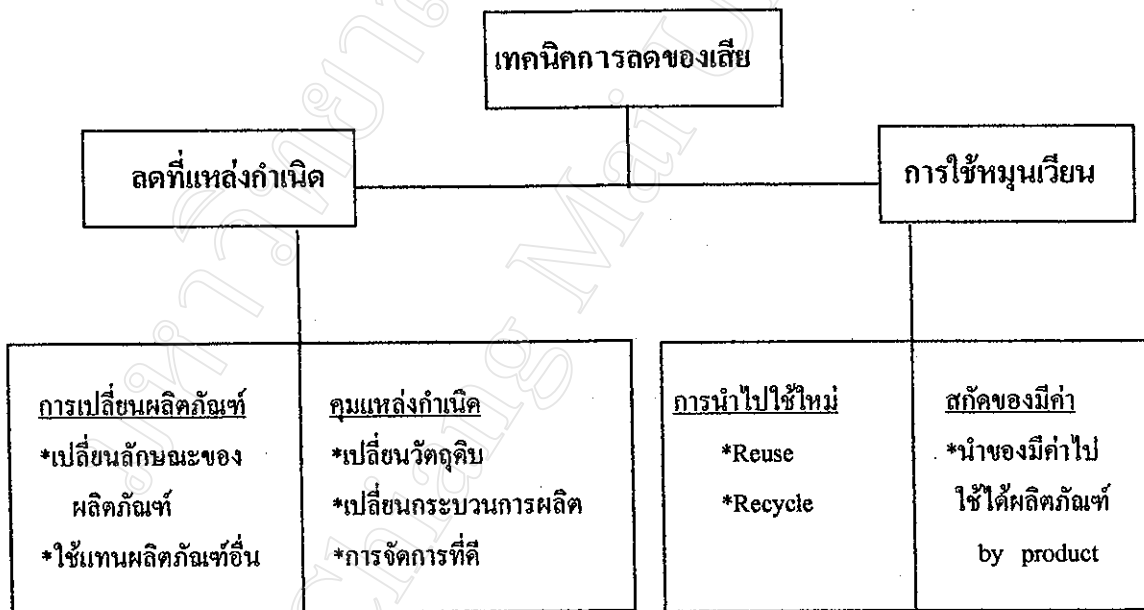 เทคนิคการลดของเสีย
ลดที่แหล่งกำเนิด
การใช้หมุนเวียน
การเปลี่ยนผลิตภัณฑ์
*เปลี่ยนลักษณะของ
ผลิตภัณฑ์
*ใช้แทนผลิตภัณฑ์อื่น
คุมแหล่งกำเนิด
*เปลี่ยนวัตถุดิบ
*เปลี่ยนกระบวนการผลิต
*การจัดการที่ดี
การนำไปใช้ใหม่
*Reuse
*Recycle
สกัดของมีค่า
*นำของมีค่าไป
ใช้ได้ผลิตภัณฑ์
by product
Chiang Mai U